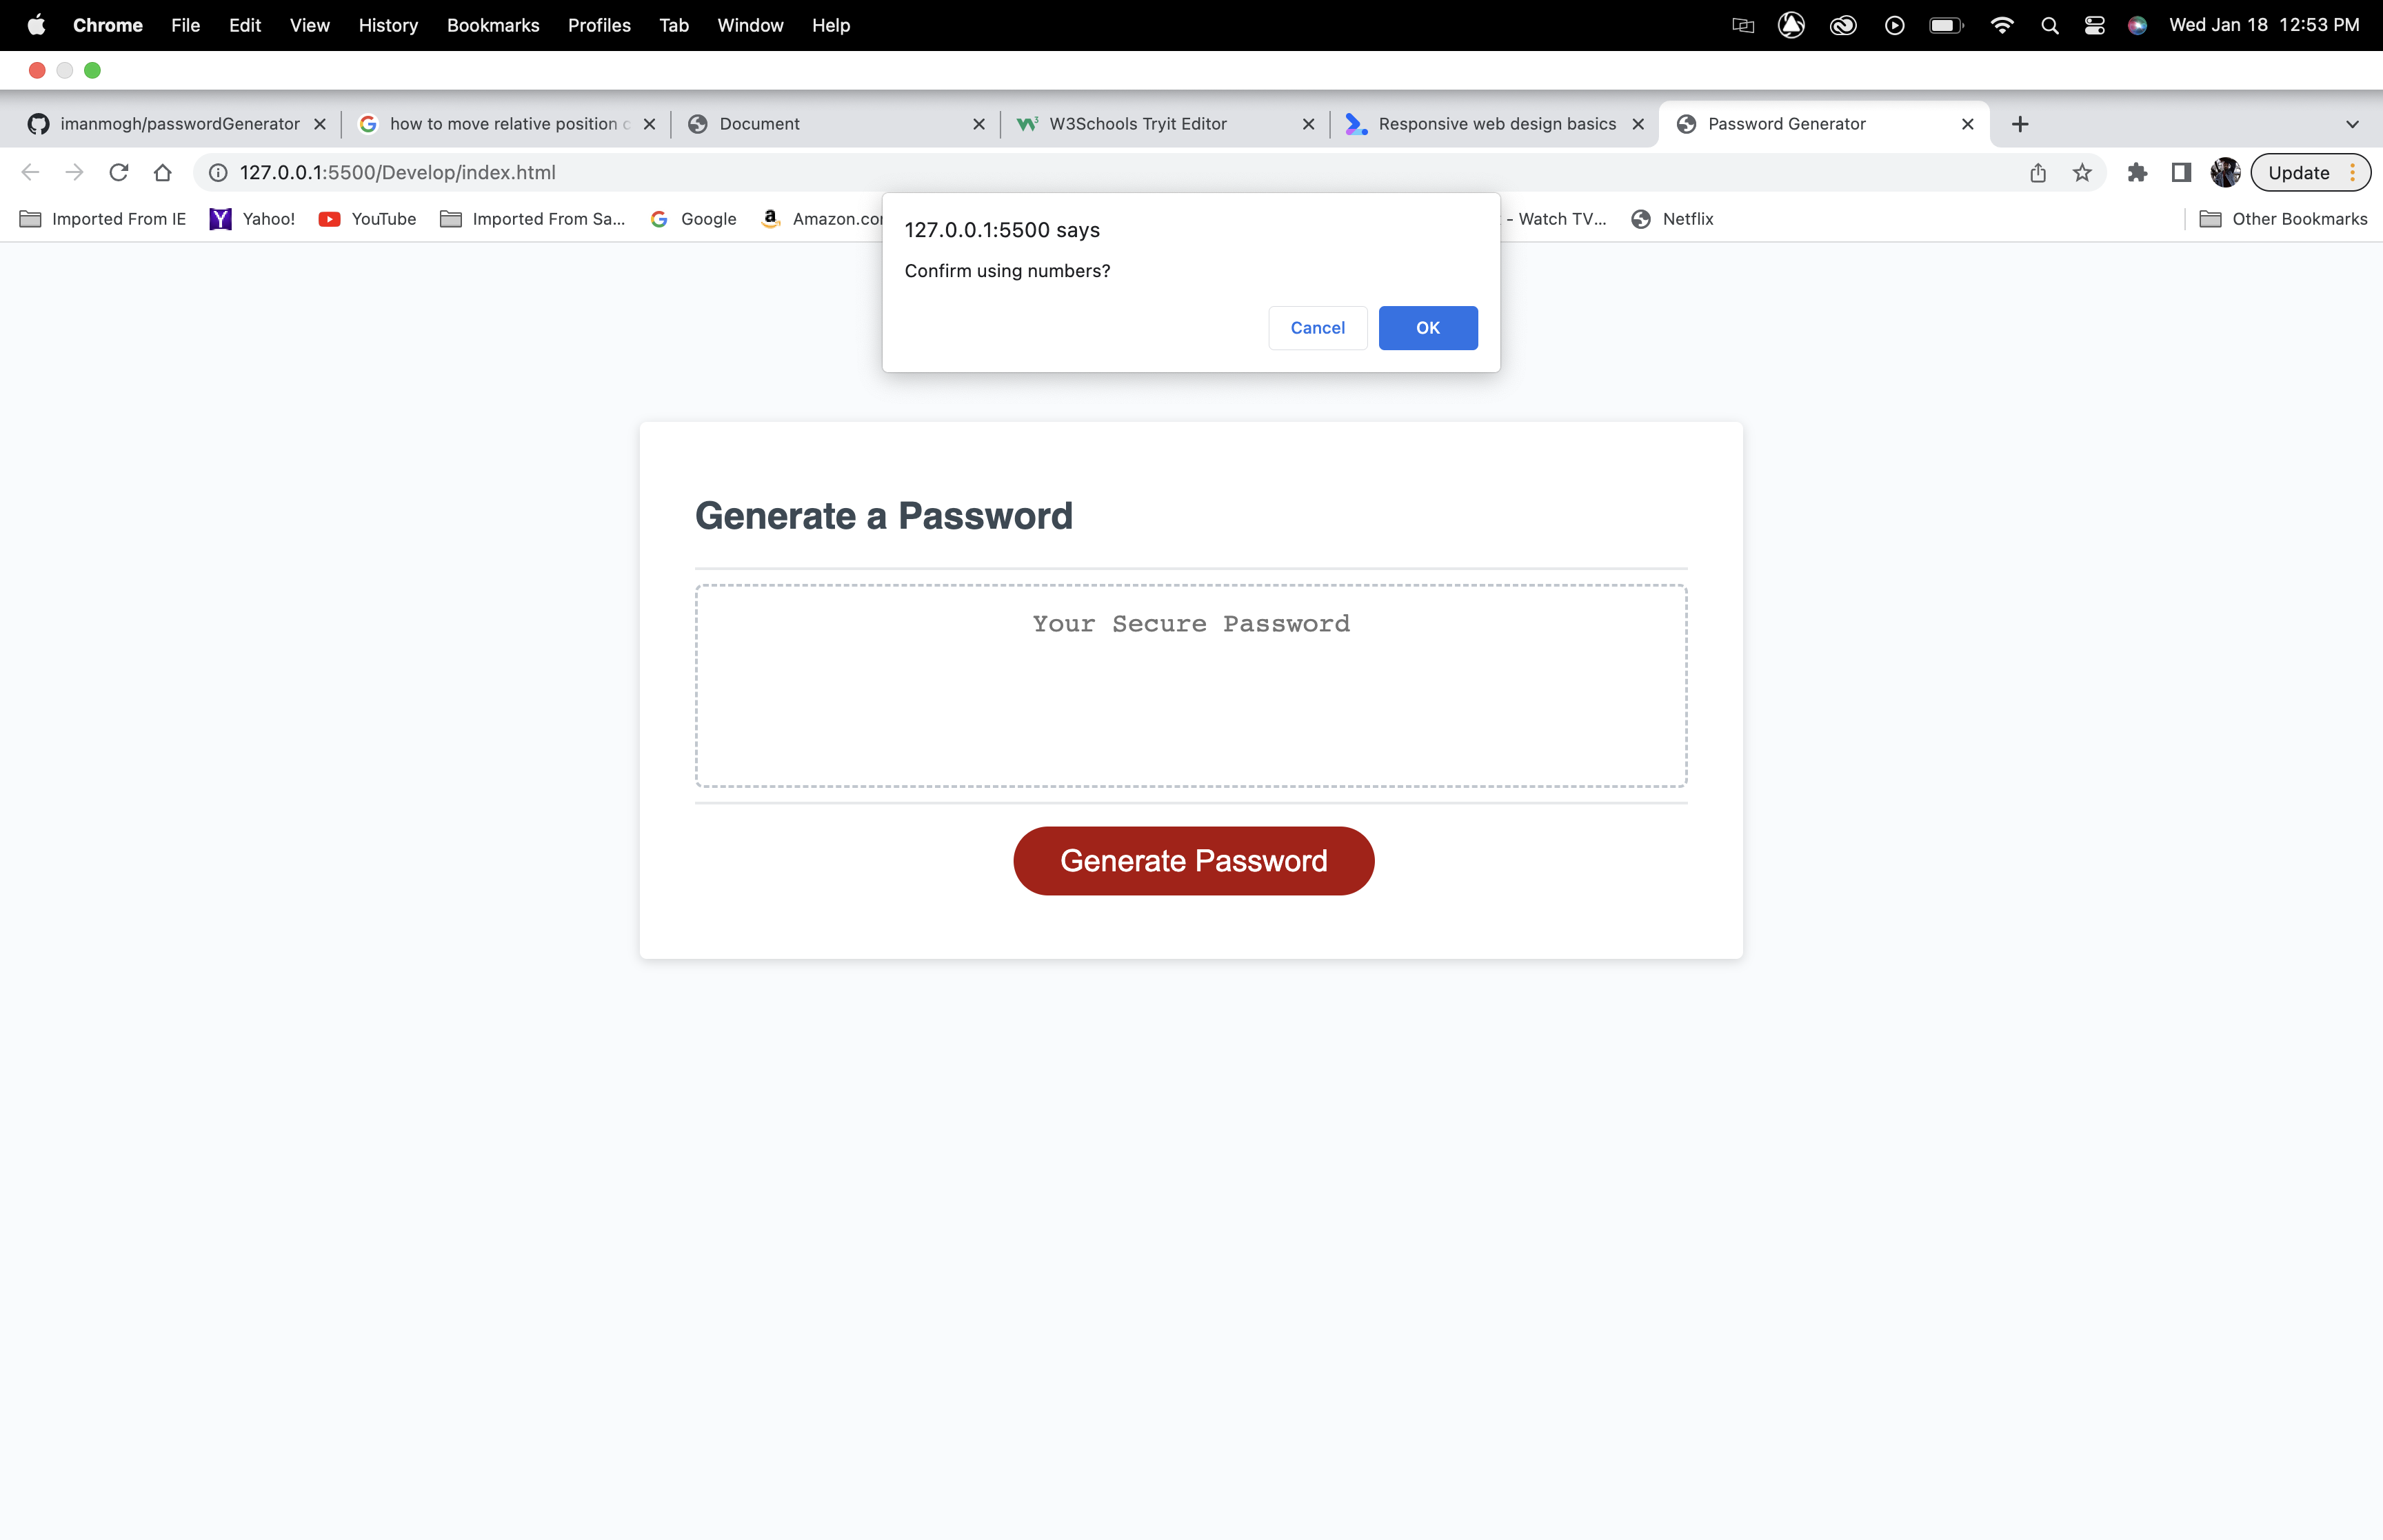 Chrome File Edit View History Bookmarks Profiles Tab Window Help Wed Jan 18 12:53 PM
imanmogh/passwordGenerator how to move relative position Document W3Schools Tryit Editor Responsive web design basics Password Generator
127.0.0.1:5500/Develop/index.html Update
Imported From IE Yahoo! YouTube Imported From Sa... Google Amazon.co - Watch TV... Netflix Other Bookmarks
127.0.0.1:5500 says
Confirm using numbers?
Cancel OK
Generate a Password
Your Secure Password
Generate Password